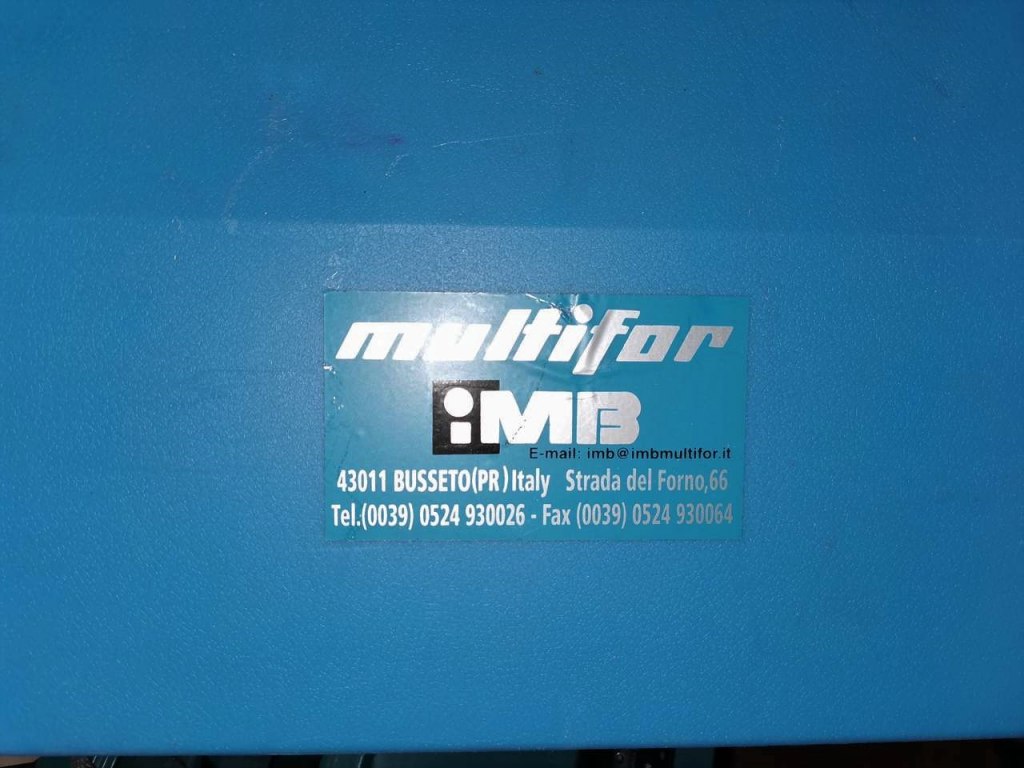 multifor
iMB
E-mail: imb@imbmultifor.it
43011 BUSSETO(PR) Italy Strada del Forno,66
Tel.(0039) 0524 930026 - Fax (0039) 0524 930064